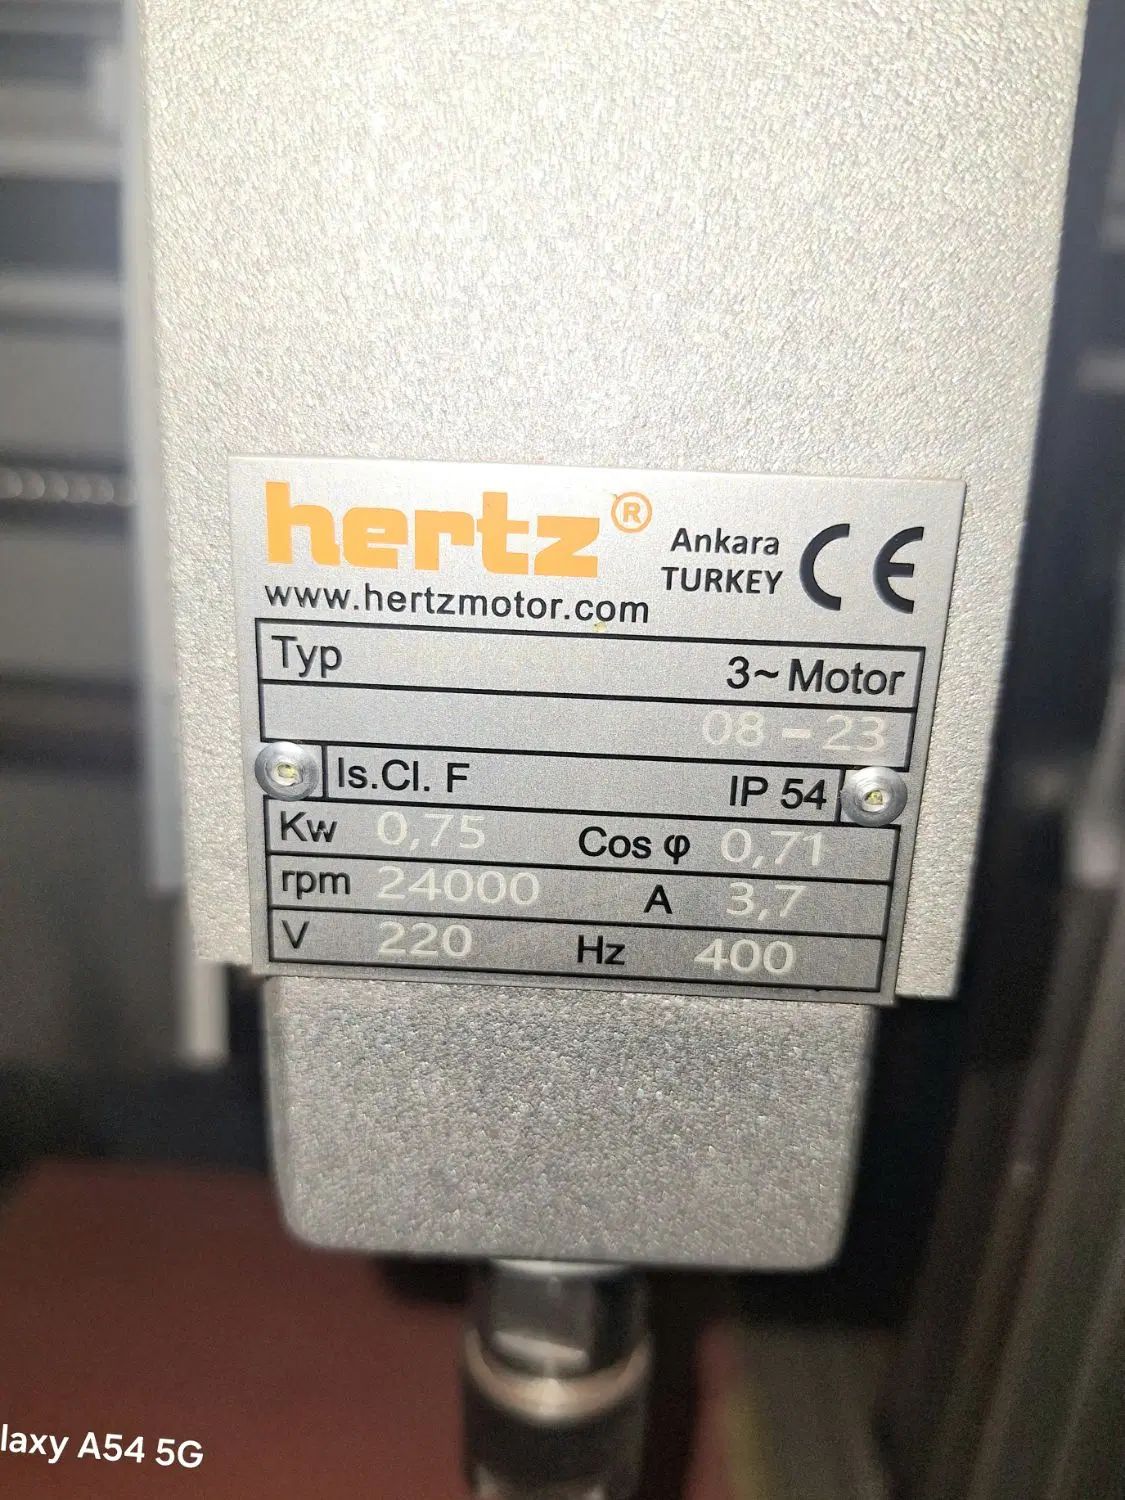 hertz® Ankara TURKEY CE
www.hertzmotor.com
Typ 3~ Motor
08-23
Is.Cl. F IP 54
Kw 0,75 Cos φ 0,71
rpm 24000 A 3,7
V 220 Hz 400
laxy A54 5G